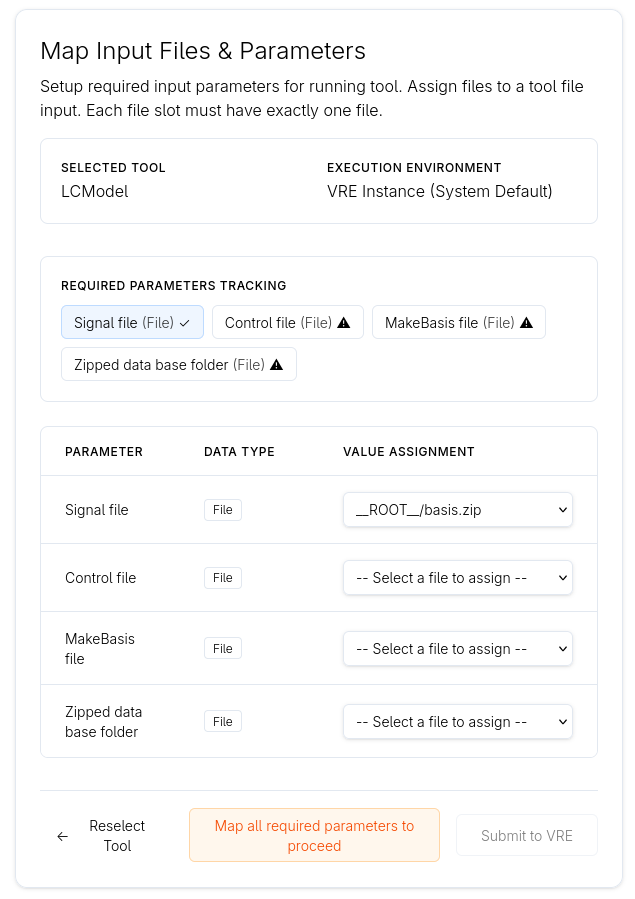 Map Input Files & Parameters
Setup required input parameters for running tool. Assign files to a tool file
input. Each file slot must have exactly one file.
SELECTED TOOL
LCModel
EXECUTION ENVIRONMENT
VRE Instance (System Default)
REQUIRED PARAMETERS TRACKING
Signal file (File) ✓
Control file (File) ⚠
MakeBasis file (File) ⚠
Zipped data base folder (File) ⚠
PARAMETER DATA TYPE VALUE ASSIGNMENT
Signal file File __ROOT__/basis.zip
Control file File -- Select a file to assign --
MakeBasis
file
File -- Select a file to assign --
Zipped data
base folder
File -- Select a file to assign --
← Reselect
Tool
Map all required parameters to
proceed
Submit to VRE